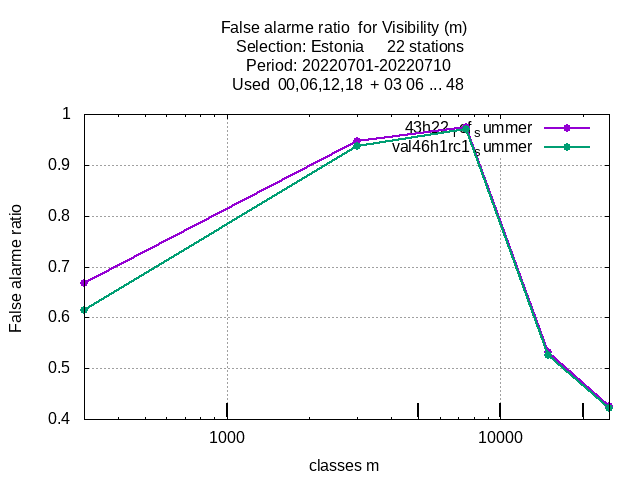 False alarme ratio for Visibility (m)
Selection: Estonia 22 stations
Period: 20220701-20220710
Used 00,06,12,18 + 03 06 ... 48
43h22_ref_summer
val46h1rc1_summer
1
0.9
0.8
0.7
0.6
0.5
0.4
False alarme ratio
1000
10000
classes m